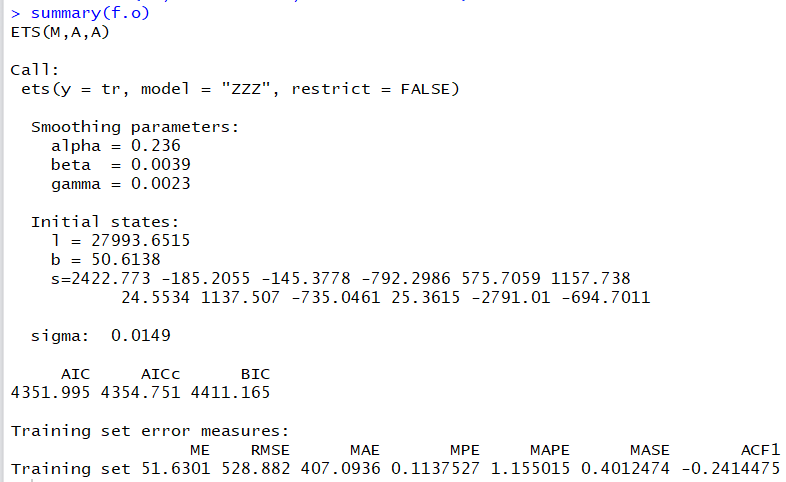 > summary(f.o)
ETS(M,A,A)
Call:
ets(y = tr, model = "ZZZ", restrict = FALSE)
Smoothing parameters:
alpha = 0.236
beta  = 0.0039
gamma = 0.0023
Initial states:
l = 27993.6515
b = 50.6138
s=2422.773 -185.2055 -145.3778 -792.2986 575.7059 1157.738
24.5534 1137.507 -735.0461 25.3615 -2791.01 -694.7011
sigma:  0.0149
AIC     AICc      BIC
4351.995 4354.751 4411.165
Training set error measures:
ME    RMSE      MAE       MPE     MAPE      MASE       ACF1
Training set 51.6301 528.882 407.0936 0.1137527 1.155015 0.4012474 -0.2414475